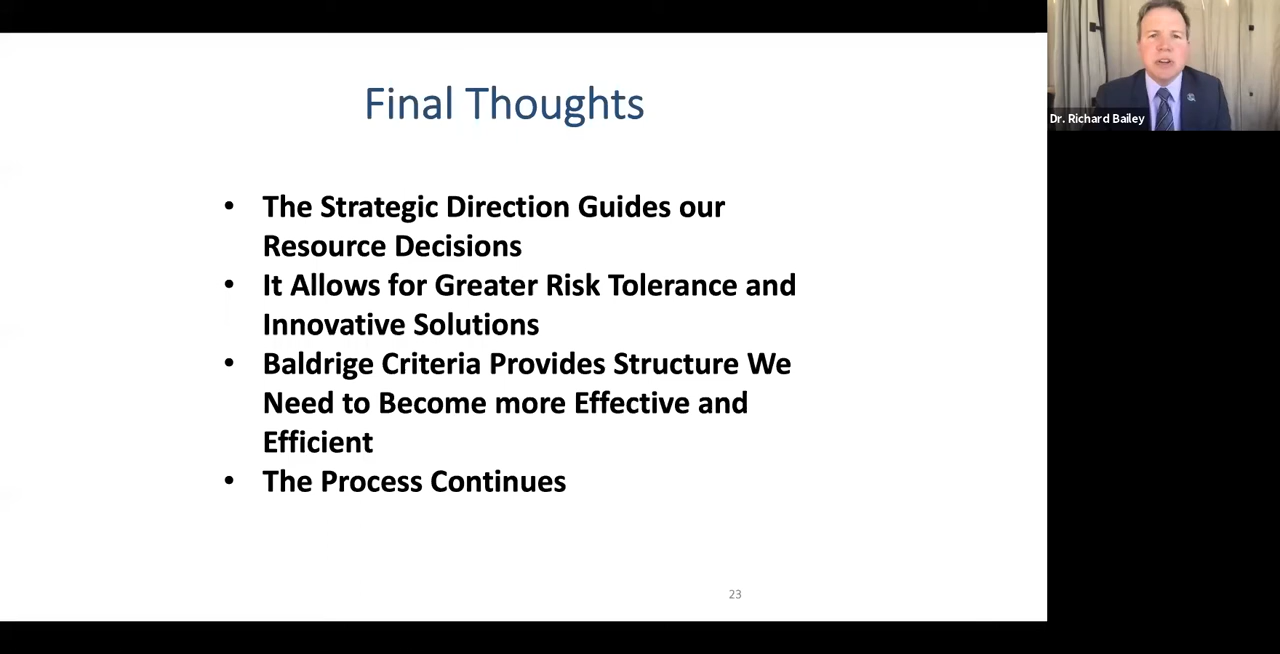 Final Thoughts
• The Strategic Direction Guides our
Resource Decisions
• It Allows for Greater Risk Tolerance and
Innovative Solutions
• Baldrige Criteria Provides Structure We
Need to Become more Effective and
Efficient
• The Process Continues
23
Dr. Richard Bailey